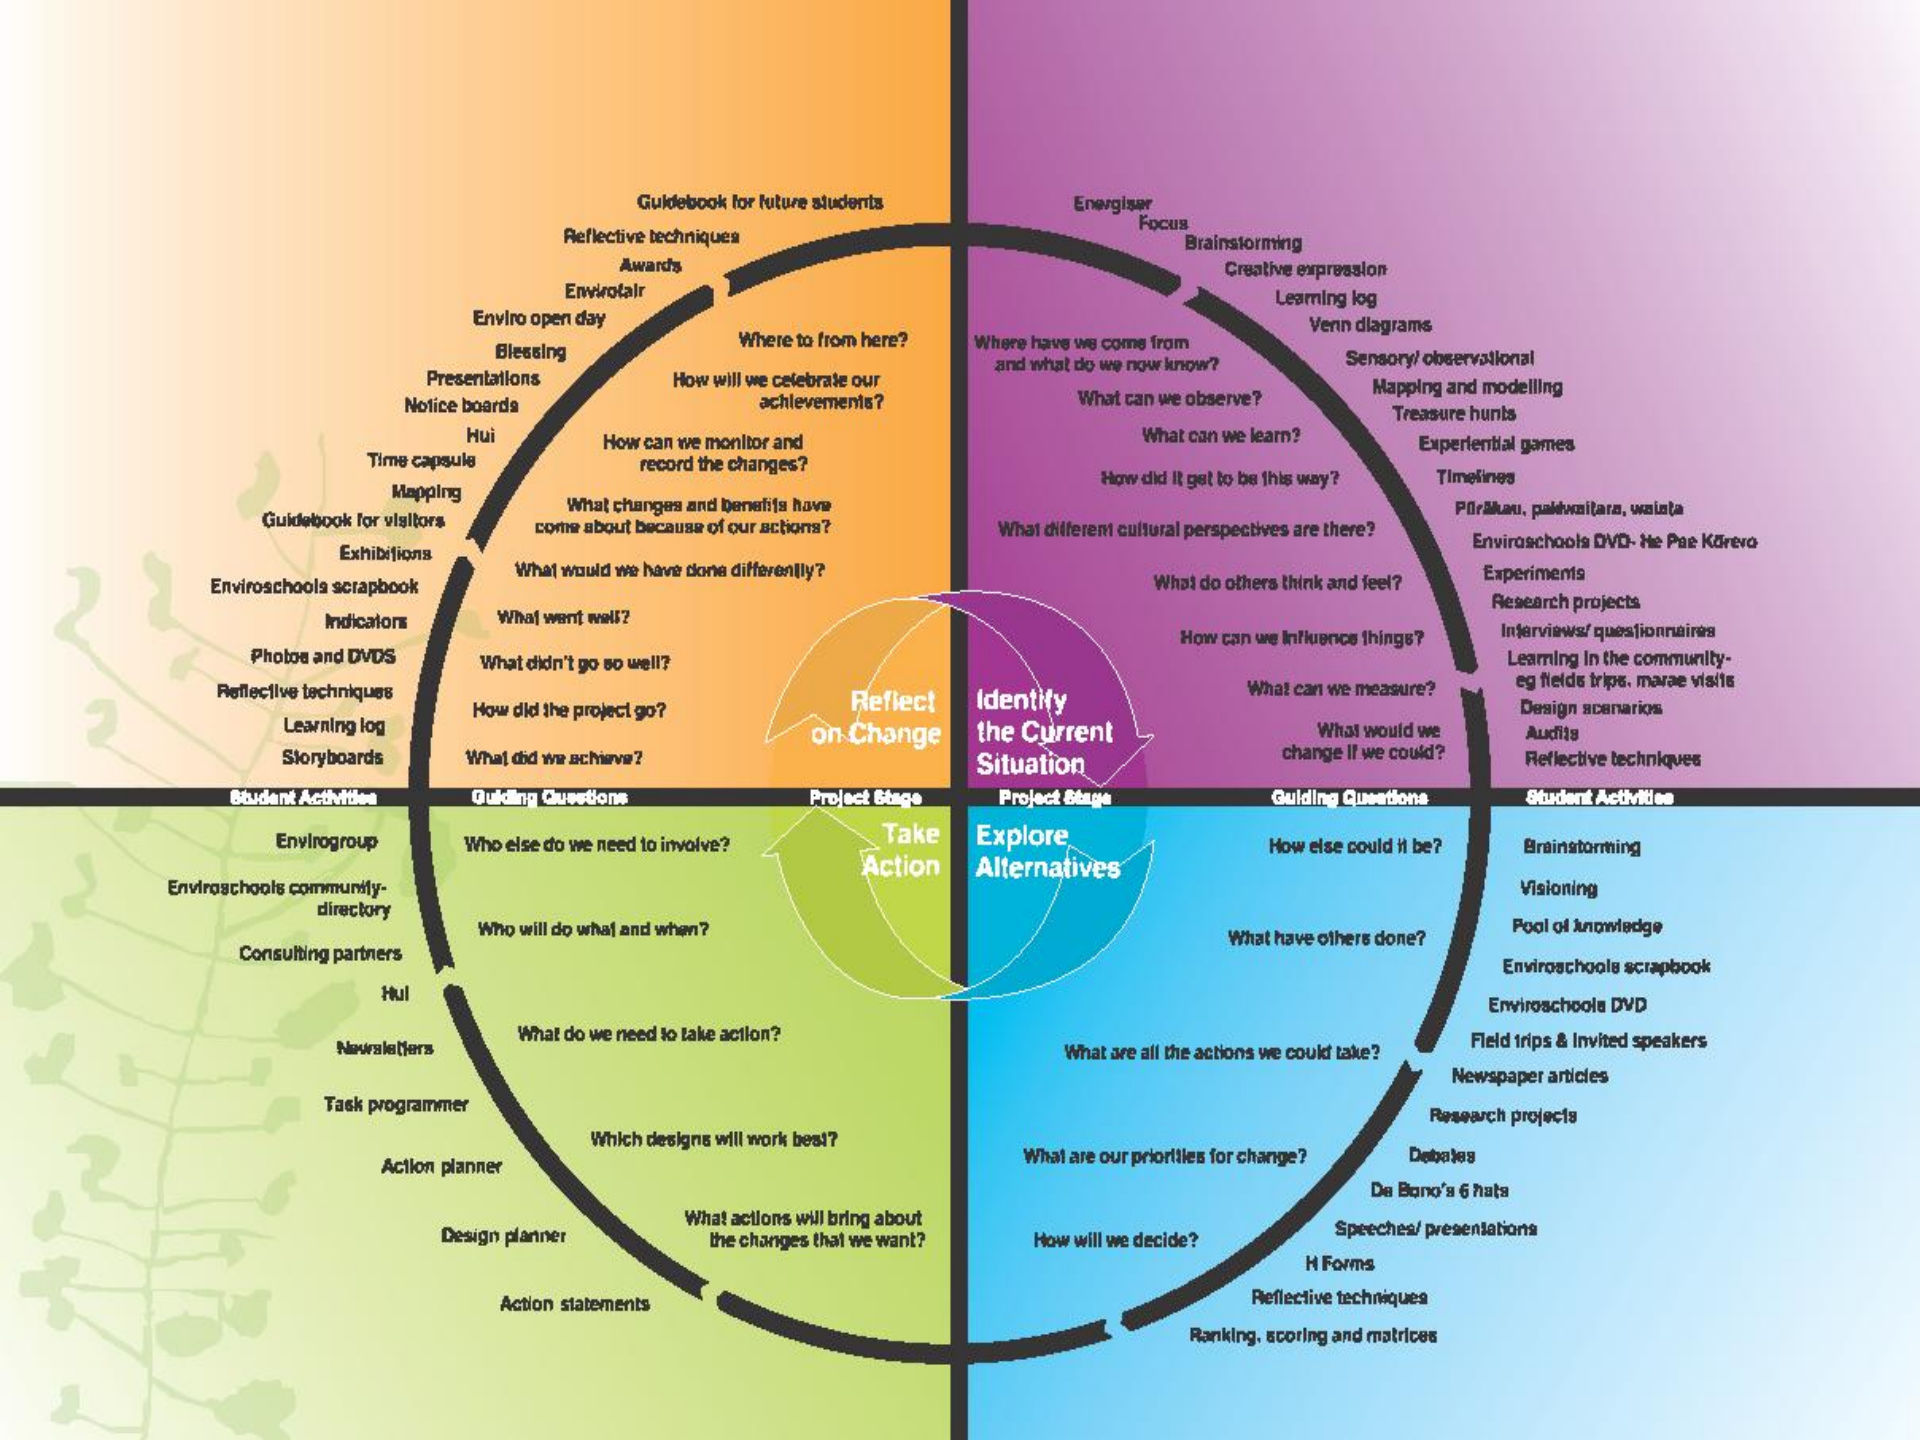 Guidebook for future students
Reflective techniques
Awards
Envirofair
Enviro open day
Blessing
Presentations
Notice boards
Hui
Time capsule
Mapping
Guidebook for visitors
Exhibitions
Enviroschools scrapbook
Indicators
Photos and DVDS
Reflective techniques
Learning log
Storyboards
Where to from here?
How will we celebrate our
achievements?
How can we monitor and
record the changes?
What changes and benefits have
come about because of our actions?
What would we have done differently?
What went well?
What didn't go so well?
How did the project go?
What did we achieve?
Reflect
on Change
Energiser
Focus
Brainstorming
Creative expression
Learning log
Venn diagrams
Sensory/ observational
Mapping and modelling
Treasure hunts
Experiential games
Timelines
Pūrākau, pakiwaitara, waiata
Enviroschools DVD- He Pae Kōrero
Experiments
Research projects
Interviews/ questionnaires
Learning in the community-
eg fields trips, marae visits
Design scenarios
Audits
Reflective techniques
Where have we come from
and what do we now know?
What can we observe?
What can we learn?
How did it get to be this way?
What different cultural perspectives are there?
What do others think and feel?
How can we influence things?
What can we measure?
What would we
change if we could?
Identify
the Current
Situation
Student Activities
Guiding Questions
Project Stage
Project Stage
Guiding Questions
Student Activities
Envirogroup
Enviroschools community-
directory
Consulting partners
Hui
Newsletters
Task programmer
Action planner
Design planner
Action statements
Who else do we need to involve?
Who will do what and when?
What do we need to take action?
Which designs will work best?
What actions will bring about
the changes that we want?
Take
Action
Explore
Alternatives
How else could it be?
What have others done?
What are all the actions we could take?
What are our priorities for change?
How will we decide?
Brainstorming
Visioning
Pool of knowledge
Enviroschools scrapbook
Enviroschools DVD
Field trips & invited speakers
Newspaper articles
Research projects
Debates
De Bono's 6 hats
Speeches/ presentations
H Forms
Reflective techniques
Ranking, scoring and matrices